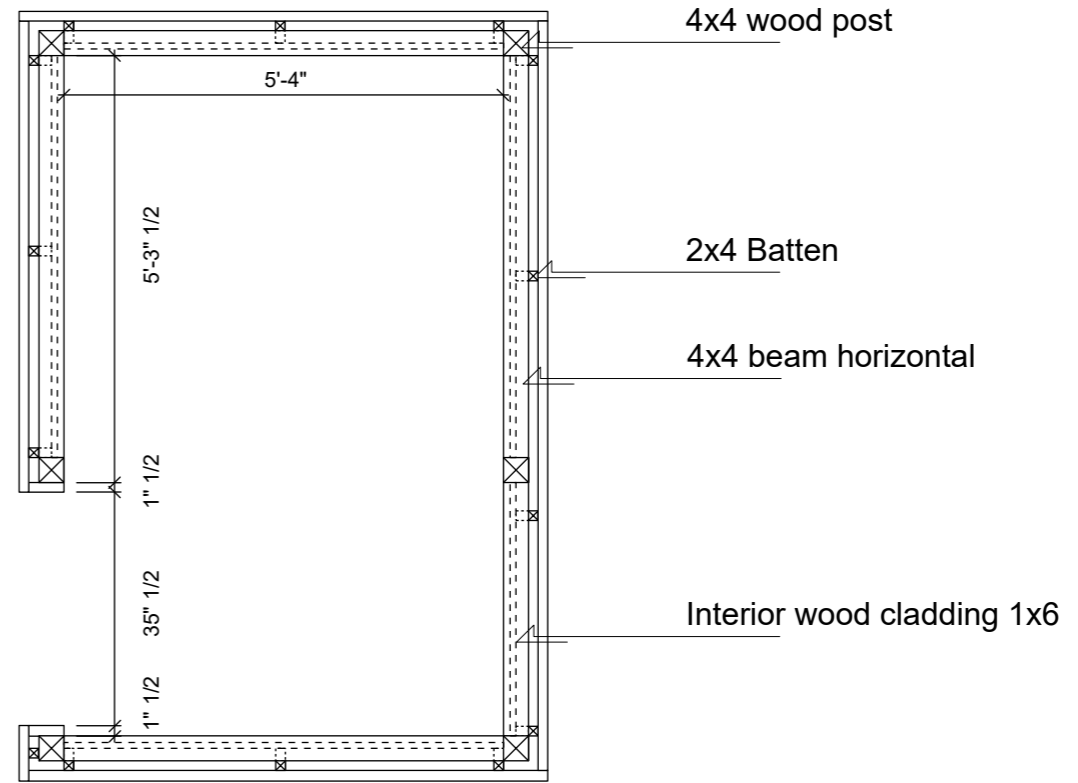 4x4 wood post
5'-4"
5'-3" 1/2
2x4 Batten
4x4 beam horizontal
1" 1/2
35" 1/2
Interior wood cladding 1x6
1" 1/2